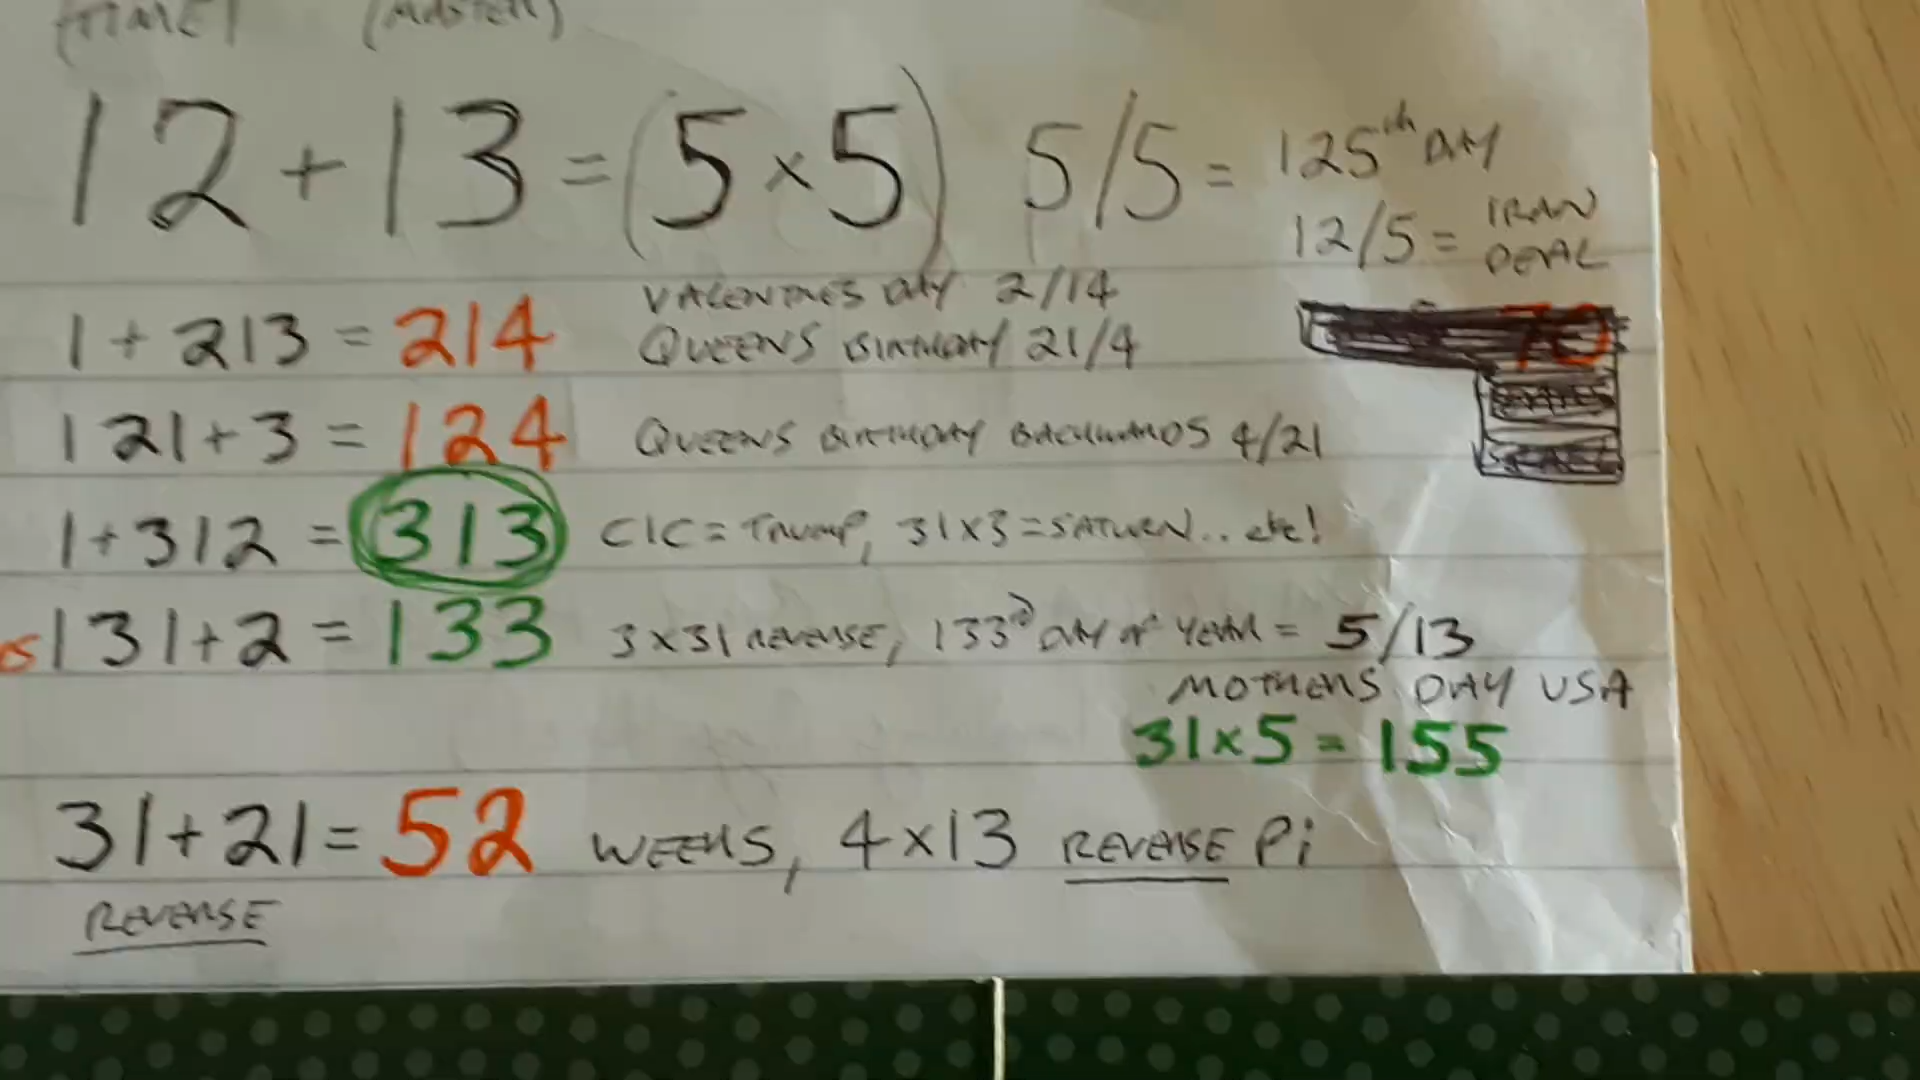 (TIME) (MASTER)
12 + 13 = (5 x 5) 5/5 = 125th DAY
12/5 = IRAN DEAL
VALENTINES DAY 2/14
1 + 213 = 214 QUEENS BIRTHDAY 21/4
121 + 3 = 124 QUEENS BIRTHDAY BACKWARDS 4/21
1 + 312 = 313 CIC = TRUMP, 31 x 3 = SATURN.. etc!
131 + 2 = 133 3 x 31 REVERSE, 133rd DAY OF YEAR = 5/13
MOTHERS DAY USA
31 x 5 = 155
31 + 21 = 52 WEEKS, 4 x 13 REVERSE Pi
REVERSE